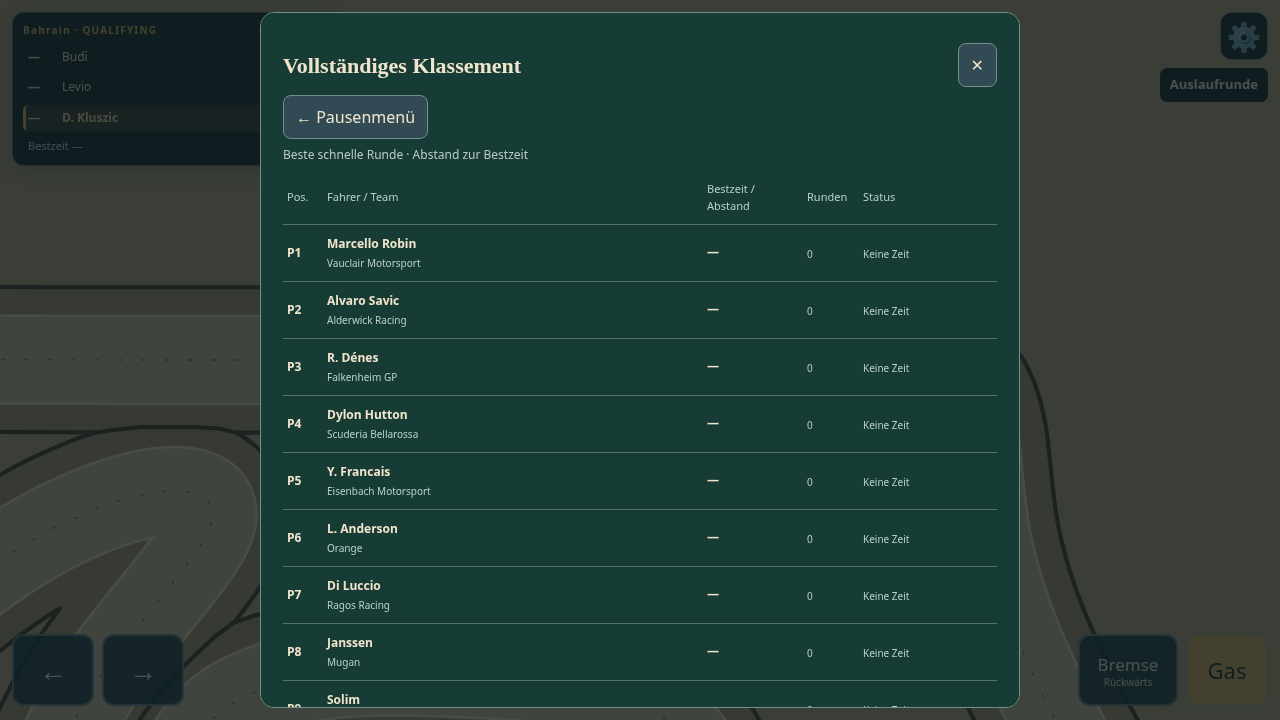 Bahrain · QUALIFYING
— Budi
— Levio
— D. Kluszic
Bestzeit —
Auslaufrunde
Vollständiges Klassement
✕
← Pausenmenü
Beste schnelle Runde · Abstand zur Bestzeit
Pos. Fahrer / Team Bestzeit / Abstand Runden Status
P1 Marcello Robin — 0 Keine Zeit
Vauclair Motorsport
P2 Alvaro Savic — 0 Keine Zeit
Alderwick Racing
P3 R. Dénes — 0 Keine Zeit
Falkenheim GP
P4 Dylon Hutton — 0 Keine Zeit
Scuderia Bellarossa
P5 Y. Francais — 0 Keine Zeit
Eisenbach Motorsport
P6 L. Anderson — 0 Keine Zeit
Orange
P7 Di Luccio — 0 Keine Zeit
Ragos Racing
P8 Janssen — 0 Keine Zeit
Mugan
Solim
← →
Bremse
Rückwärts
Gas